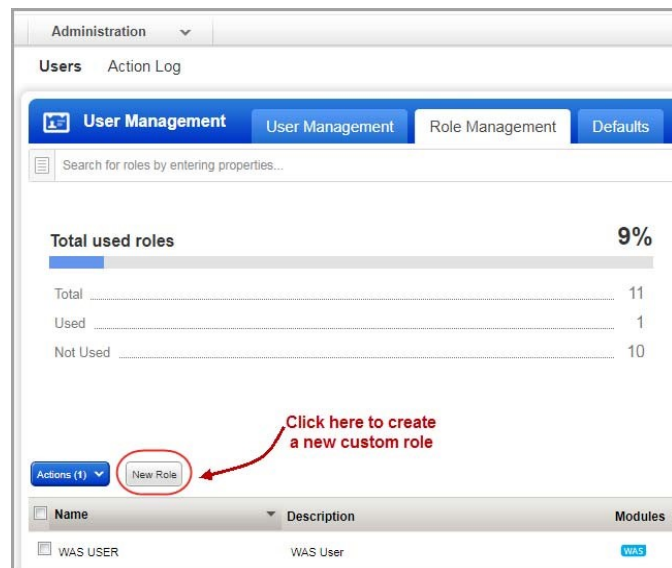 Administration
Users Action Log
User Management User Management Role Management Defaults
Search for roles by entering properties...
Total used roles 9%
Total 11
Used 1
Not Used 10
Click here to create
a new custom role
Actions (1) New Role
Name Description Modules
WAS USER WAS User WAS